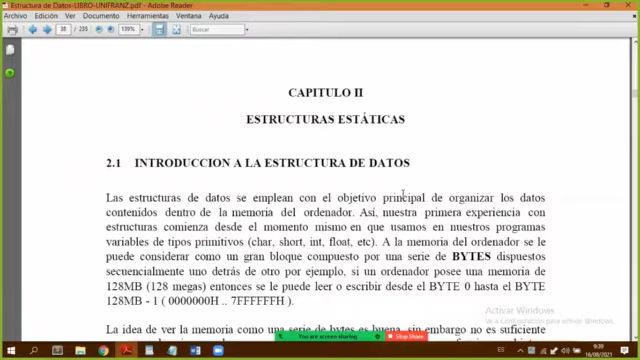 Estructura de Datos-LIBRO-UNIFRANZ.pdf - Adobe Reader
Archivo Edición Ver Documento Herramientas Ventana Ayuda
38 / 235 139% Buscar
CAPITULO II
ESTRUCTURAS ESTÁTICAS
2.1 INTRODUCCION A LA ESTRUCTURA DE DATOS
Las estructuras de datos se emplean con el objetivo principal de organizar los datos
contenidos dentro de la memoria del ordenador. Así, nuestra primera experiencia con
estructuras comienza desde el momento mismo en que usamos en nuestros programas
variables de tipos primitivos (char, short, int, float, etc). A la memoria del ordenador se le
puede considerar como un gran bloque compuesto por una serie de BYTES dispuestos
secuencialmente uno detrás de otro por ejemplo, si un ordenador posee una memoria de
128MB (128 megas) entonces se le puede leer o escribir desde el BYTE 0 hasta el BYTE
128MB - 1 ( 0000000H .. 7FFFFFFH ).
Activar Windows
Ve a Configuración para activar Windows.
La idea de ver la memoria como una serie de bytes es buena, sin embargo no es suficiente
You are screen sharing Stop Share
9:39
16/08/2021